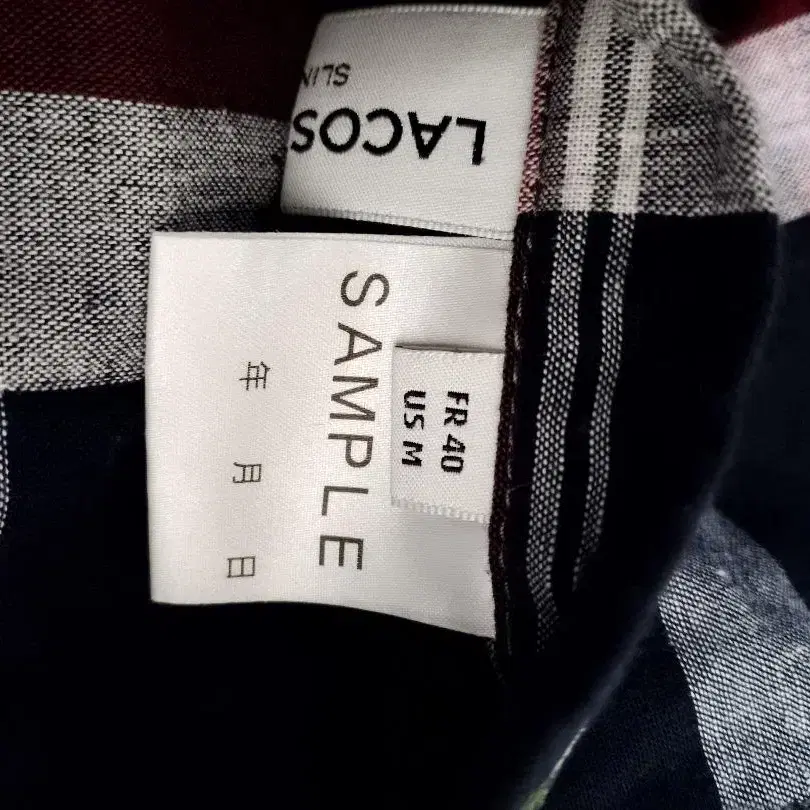 LACOS
SLIM
SAMPLE
FR 40
US M
年 月 日